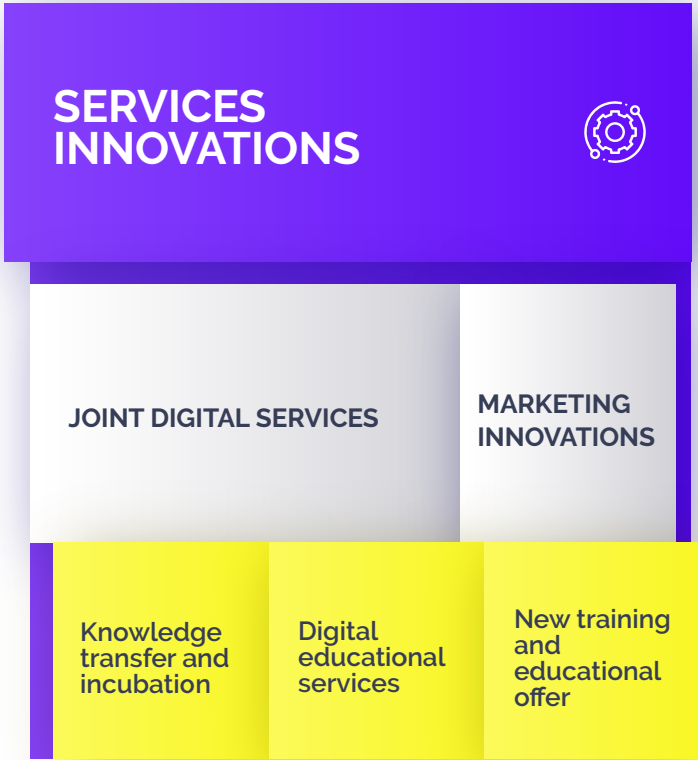 SERVICES
INNOVATIONS
JOINT DIGITAL SERVICES
MARKETING
INNOVATIONS
Knowledge
transfer and
incubation
Digital
educational
services
New training
and
educational
offer